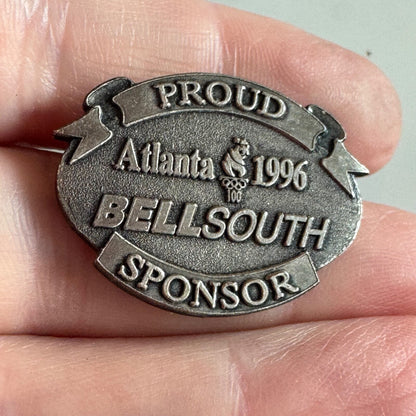 PROUD
Atlanta 1996
100
BELLSOUTH
SPONSOR